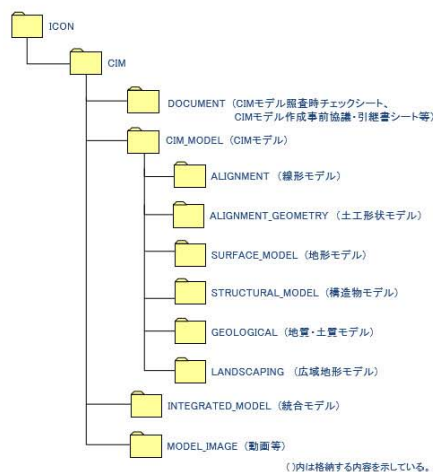 ICON
CIM
DOCUMENT (CIMモデル照査時チェックシート、
CIMモデル作成事前協議・引継書シート等)
CIM_MODEL (CIMモデル)
ALIGNMENT (線形モデル)
ALIGNMENT_GEOMETRY (土工形状モデル)
SURFACE_MODEL (地形モデル)
STRUCTURAL_MODEL (構造物モデル)
GEOLOGICAL (地質・土質モデル)
LANDSCAPING (広域地形モデル)
INTEGRATED_MODEL (統合モデル)
MODEL_IMAGE (動画等)
( )内は格納する内容を示している。